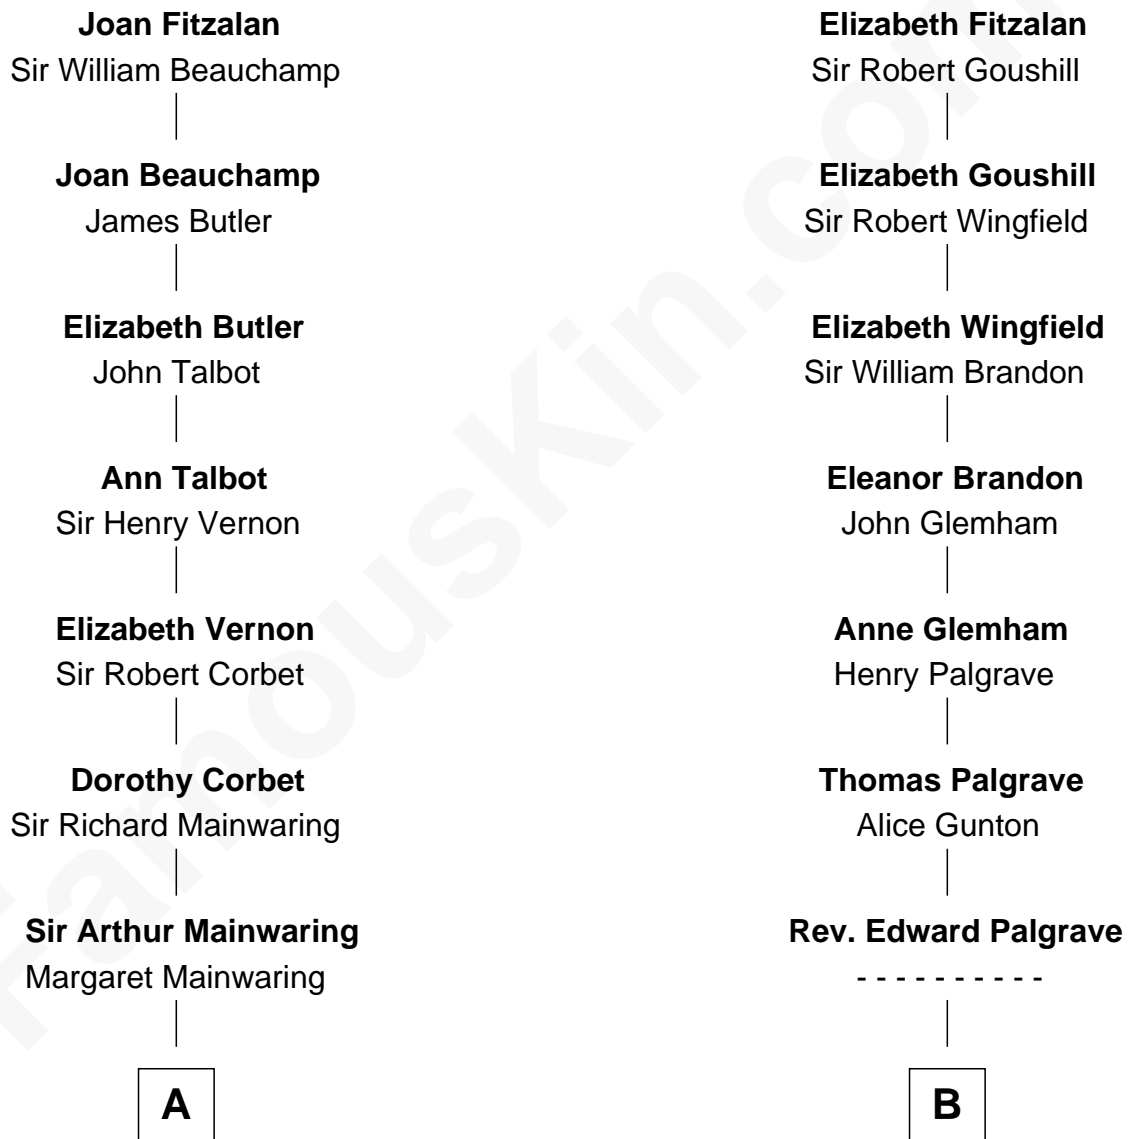 Joan Fitzalan
Sir William Beauchamp
Joan Beauchamp
James Butler
Elizabeth Butler
John Talbot
Ann Talbot
Sir Henry Vernon
Elizabeth Vernon
Sir Robert Corbet
Dorothy Corbet
Sir Richard Mainwaring
Sir Arthur Mainwaring
Margaret Mainwaring
A
Elizabeth Fitzalan
Sir Robert Goushill
Elizabeth Goushill
Sir Robert Wingfield
Elizabeth Wingfield
Sir William Brandon
Eleanor Brandon
John Glemham
Anne Glemham
Henry Palgrave
Thomas Palgrave
Alice Gunton
Rev. Edward Palgrave
- - - - - - - - - -
B
FamousKin.com